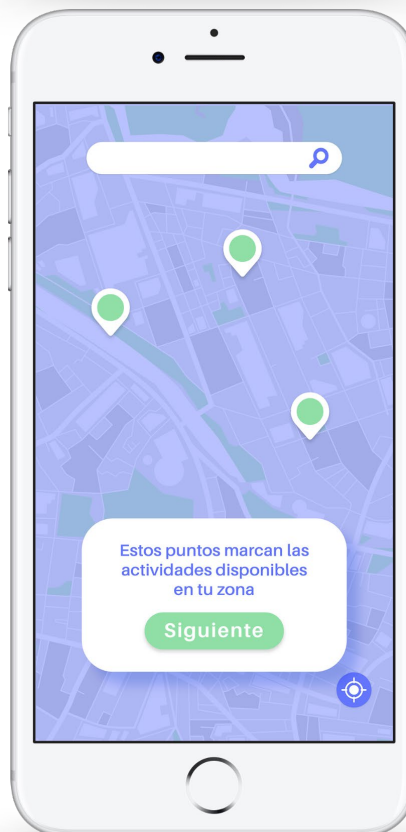 Estos puntos marcan las
actividades disponibles
en tu zona
Siguiente